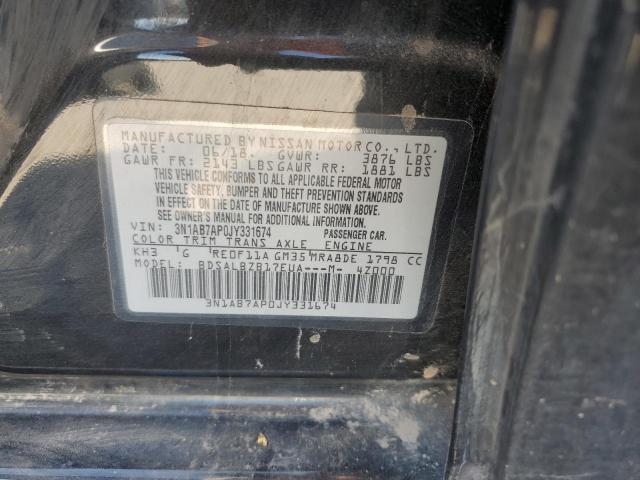 MANUFACTURED BY NISSAN MOTOR CO., LTD.
DATE: 06/18 GVWR: 3876 LBS
GAWR FR: 2143 LBS GAWR RR: 1881 LBS
THIS VEHICLE CONFORMS TO ALL APPLICABLE FEDERAL MOTOR
VEHICLE SAFETY, BUMPER AND THEFT PREVENTION STANDARDS
IN EFFECT ON THE DATE OF MANUFACTURE SHOWN ABOVE.
SEE OWNER'S MANUAL FOR ADDITIONAL INFORMATION.
VIN: 3N1AB7AP0JY331674 PASSENGER CAR.
COLOR TRIM TRANS AXLE ENGINE
KH3 G RE0F11A GM35 MRA8DE 1798 CC
MODEL: BDSALBZB17EUA---M- 4Z000
3N1AB7AP0JY331674